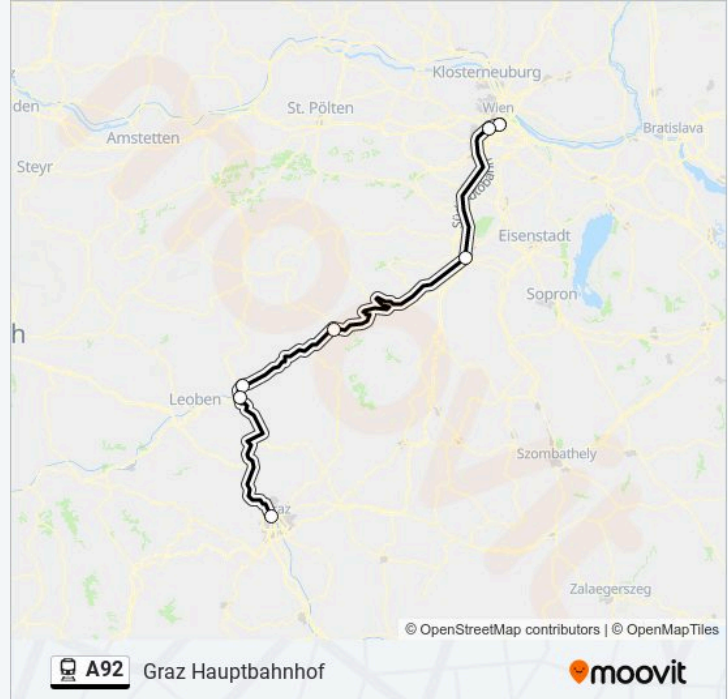 Klosterneuburg
Wien
St. Pölten
den
Amstetten
Bratislava
Steyr
Eisenstadt
Sopron
h
Leoben
Szombathely
az
Zalaegerszeg
© OpenStreetMap contributors | © OpenMapTiles
A92 Graz Hauptbahnhof
moovit